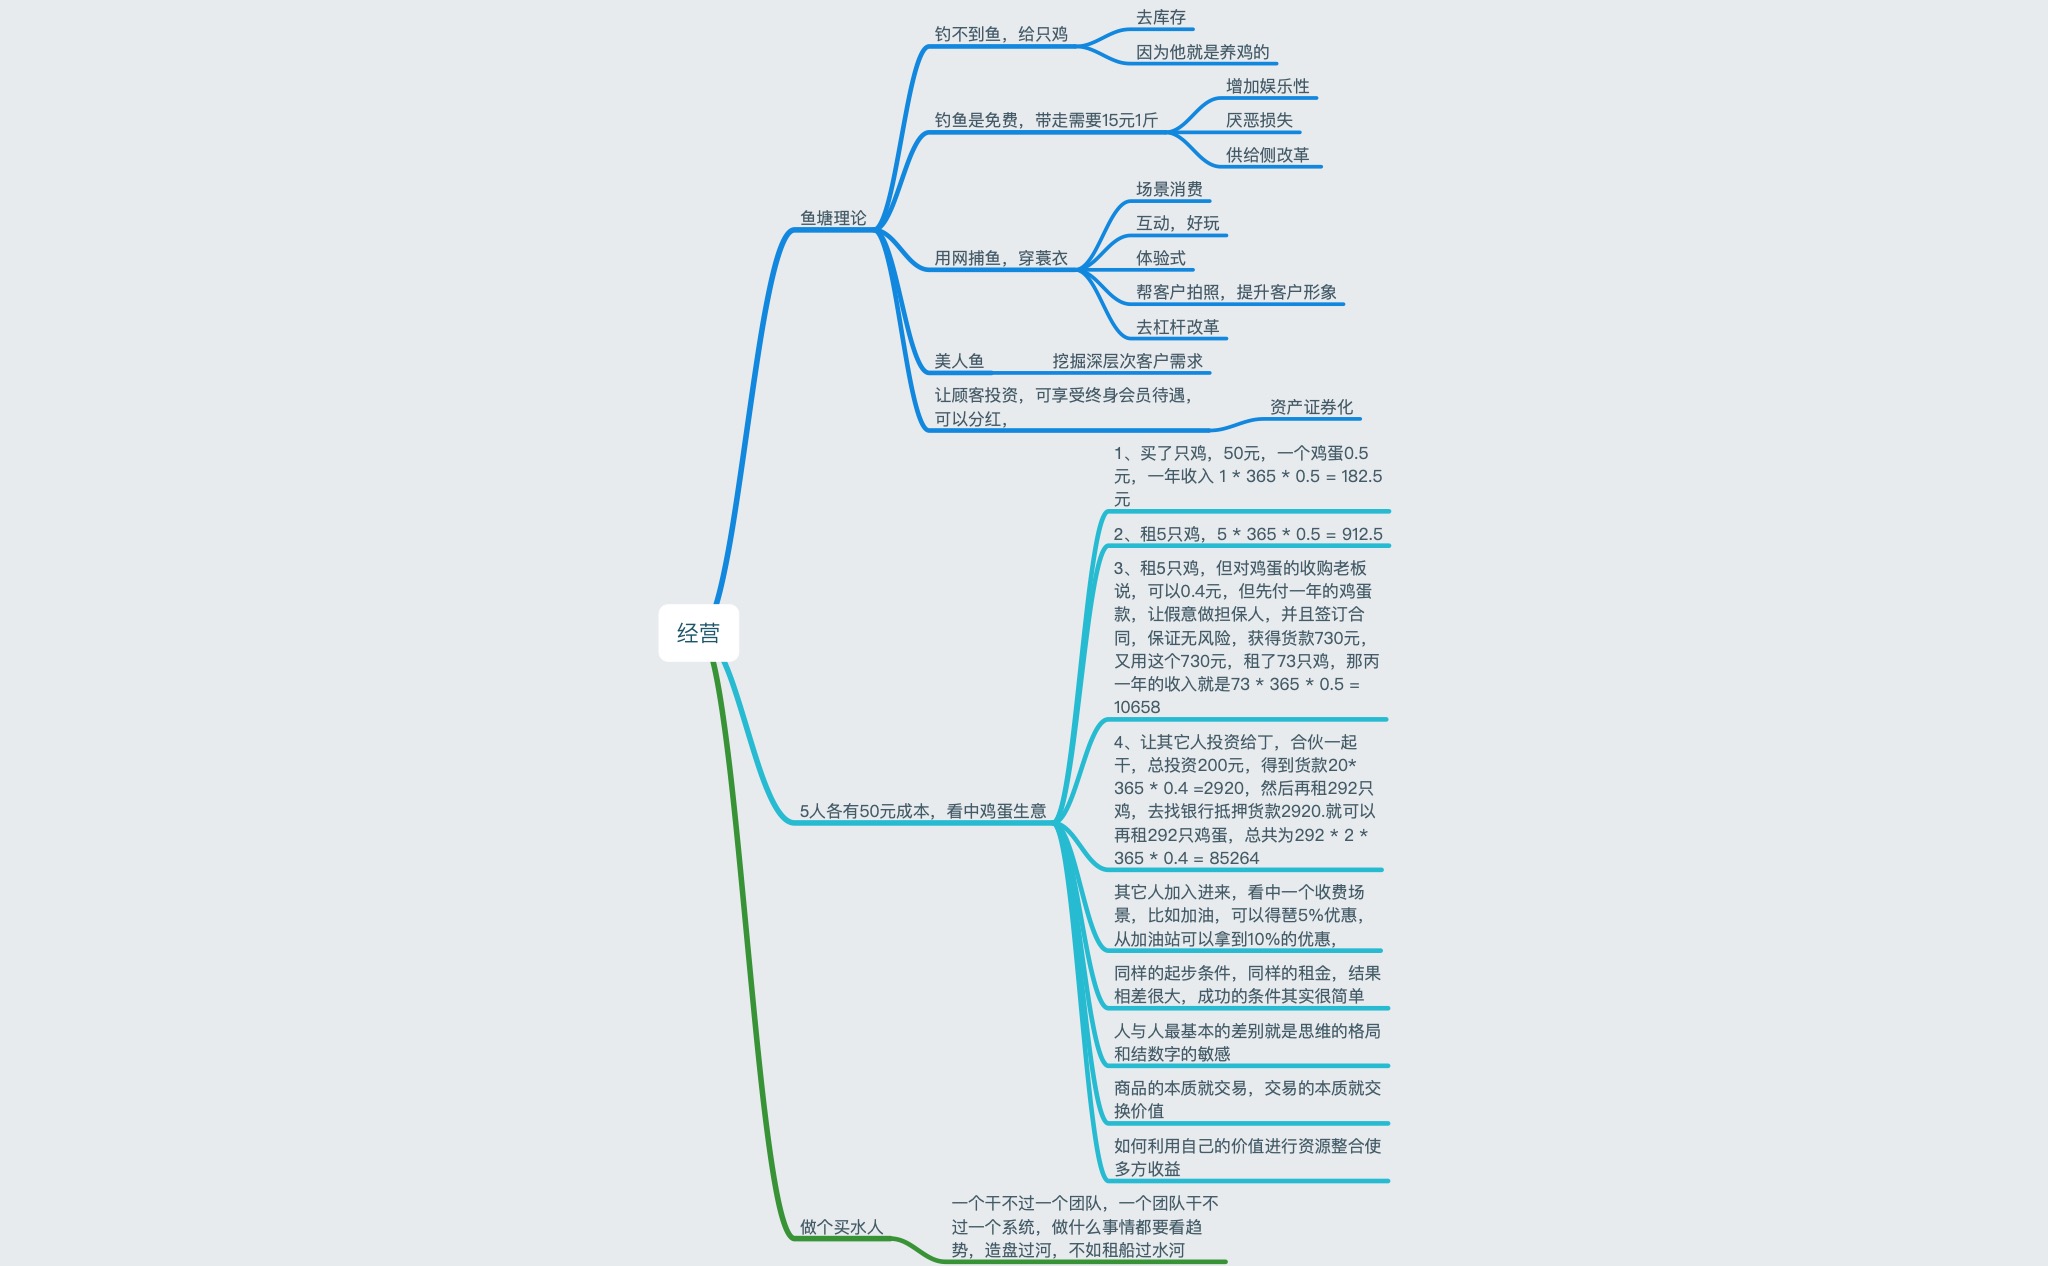 钓不到鱼，给只鸡
去库存
因为他就是养鸡的
钓鱼是免费，带走需要15元1斤
增加娱乐性
厌恶损失
供给侧改革
鱼塘理论
用网捕鱼，穿蓑衣
场景消费
互动，好玩
体验式
帮客户拍照，提升客户形象
去杠杆改革
美人鱼
挖掘深层次客户需求
让顾客投资，可享受终身会员待遇，
可以分红，
资产证券化
经营
5人各有50元成本，看中鸡蛋生意
1、买了只鸡，50元，一个鸡蛋0.5
元，一年收入 1 * 365 * 0.5 = 182.5
元
2、租5只鸡，5 * 365 * 0.5 = 912.5
3、租5只鸡，但对鸡蛋的收购老板
说，可以0.4元，但先付一年的鸡蛋
款，让假意做担保人，并且签订合
同，保证无风险，获得货款730元，
又用这个730元，租了73只鸡，那丙
一年的收入就是73 * 365 * 0.5 =
10658
4、让其它人投资给丁，合伙一起
干，总投资200元，得到货款20*
365 * 0.4 =2920，然后再租292只
鸡，去找银行抵押货款2920.就可以
再租292只鸡蛋，总共为292 * 2 *
365 * 0.4 = 85264
其它人加入进来，看中一个收费场
景，比如加油，可以得琶5%优惠，
从加油站可以拿到10%的优惠，
同样的起步条件，同样的租金，结果
相差很大，成功的条件其实很简单
人与人最基本的差别就是思维的格局
和结数字的敏感
商品的本质就交易，交易的本质就交
换价值
如何利用自己的价值进行资源整合使
多方收益
做个买水人
一个干不过一个团队，一个团队干不
过一个系统，做什么事情都要看趋
势，造盘过河，不如租船过水河